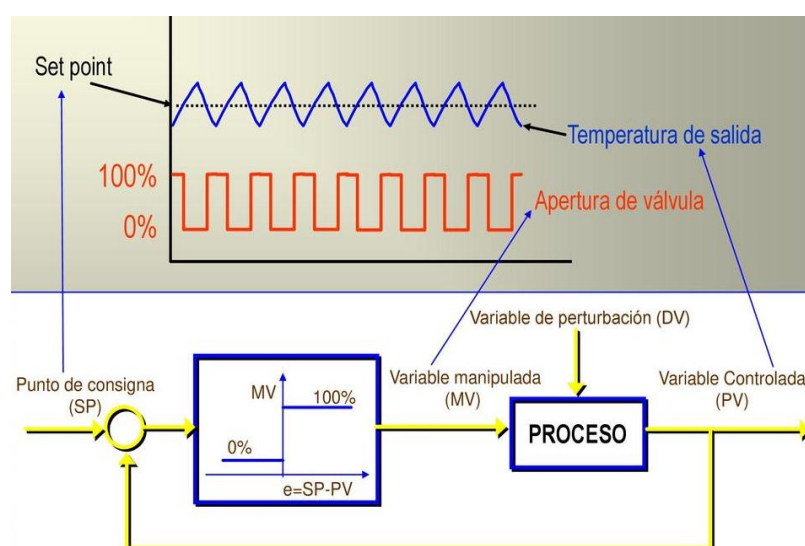 Set point
Temperatura de salida
100%
Apertura de válvula
0%
Variable de perturbación (DV)
Punto de consigna
(SP)
MV
100%
0%
e=SP-PV
Variable manipulada
(MV)
PROCESO
Variable Controlada
(PV)